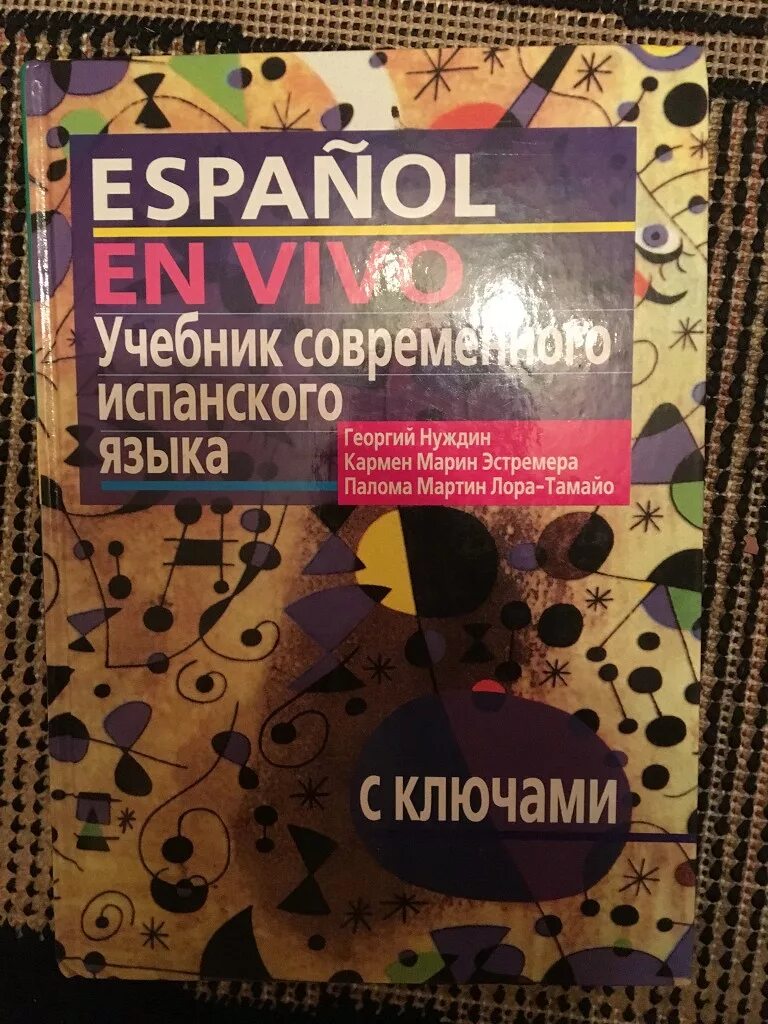 ESPAÑOL
EN VIVO
Учебник современного
испанского
языка
Георгий Нуждин
Кармен Марин Эстремера
Палома Мартин Лора-Тамайо
с ключами